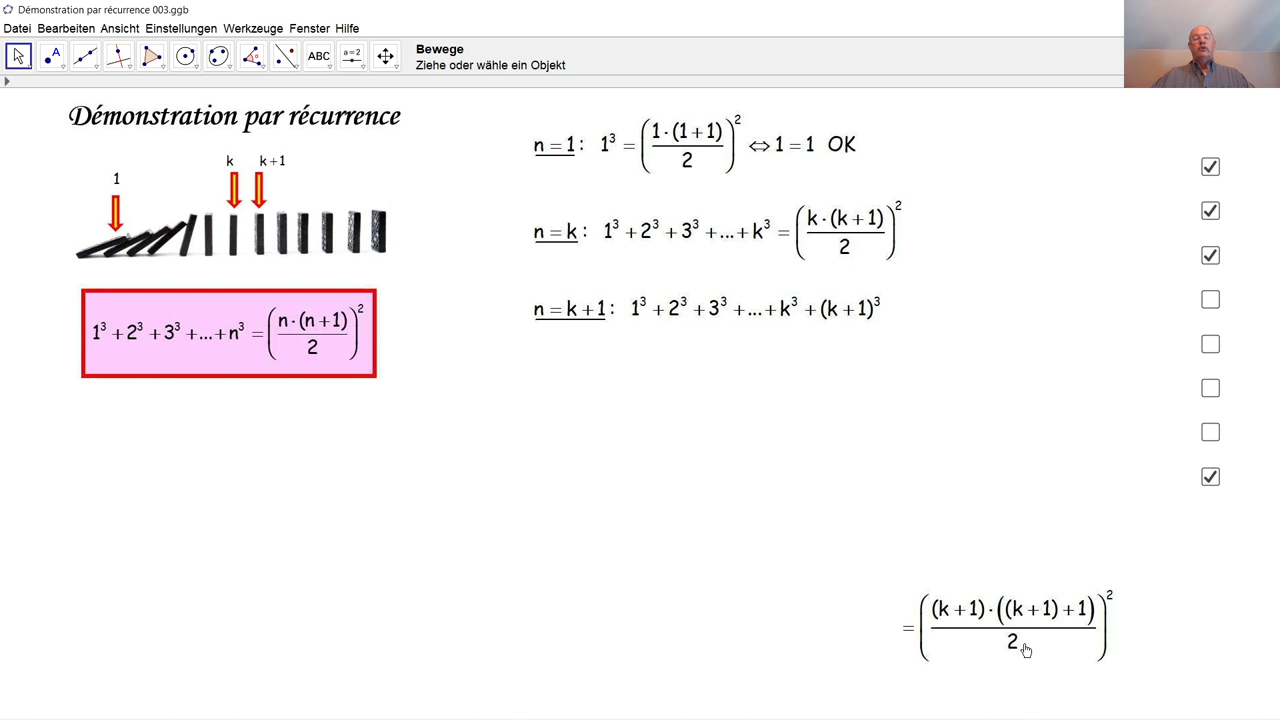 Démonstration par récurrence 003.ggb
Datei Bearbeiten Ansicht Einstellungen Werkzeuge Fenster Hilfe
A ABC a=2
Bewege
Ziehe oder wähle ein Objekt
Démonstration par récurrence
1 k k+1
1³ + 2³ + 3³ + ... + n³ = (n·(n+1)/2)²
n = 1: 1³ = (1·(1+1)/2)² ⇔ 1 = 1 OK
n = k: 1³ + 2³ + 3³ + ... + k³ = (k·(k+1)/2)²
n = k+1: 1³ + 2³ + 3³ + ... + k³ + (k+1)³
= ((k+1)·((k+1)+1)/2)²